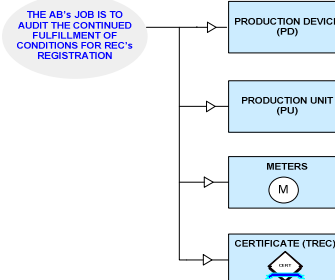 THE AB's JOB IS TO
AUDIT THE CONTINUED
FULFILLMENT OF
CONDITIONS FOR REC's
REGISTRATION
PRODUCTION DEVICE
(PD)
PRODUCTION UNIT
(PU)
METERS
M
CERTIFICATE (TREC)
CERT